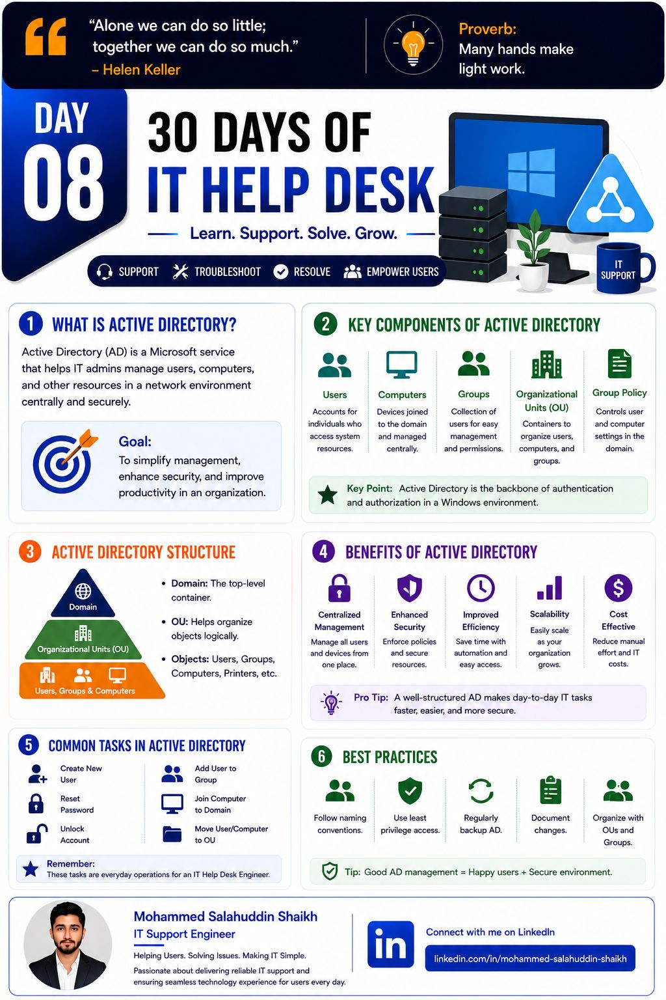 “Alone we can do so little;
together we can do so much.”
– Helen Keller
Proverb:
Many hands make
light work.
DAY
08
30 DAYS OF
IT HELP DESK
Learn. Support. Solve. Grow.
SUPPORT
TROUBLESHOOT
RESOLVE
EMPOWER USERS
IT
SUPPORT
1 WHAT IS ACTIVE DIRECTORY?
Active Directory (AD) is a Microsoft service
that helps IT admins manage users, computers,
and other resources in a network environment
centrally and securely.
Goal:
To simplify management,
enhance security, and improve
productivity in an organization.
2 KEY COMPONENTS OF ACTIVE DIRECTORY
Users
Accounts for
individuals who
access system
resources.
Computers
Devices joined
to the domain
and managed
centrally.
Groups
Collection of
users for easy
management
and permissions.
Organizational
Units (OU)
Containers to
organize users,
computers, and
groups.
Group Policy
Controls user
and computer
settings in the
domain.
Key Point: Active Directory is the backbone of authentication
and authorization in a Windows environment.
3 ACTIVE DIRECTORY STRUCTURE
Domain
Organizational Units (OU)
Users, Groups & Computers
• Domain: The top-level
container.
• OU: Helps organize
objects logically.
• Objects: Users, Groups,
Computers, Printers, etc.
4 BENEFITS OF ACTIVE DIRECTORY
Centralized
Management
Manage all users
and devices from
one place.
Enhanced
Security
Enforce policies
and secure
resources.
Improved
Efficiency
Save time with
automation and
easy access.
Scalability
Easily scale
as your
organization
grows.
$
Cost
Effective
Reduce manual
effort and IT
costs.
Pro Tip: A well-structured AD makes day-to-day IT tasks
faster, easier, and more secure.
5 COMMON TASKS IN ACTIVE DIRECTORY
Create New
User
Reset
Password
Unlock
Account
Add User to
Group
Join Computer
to Domain
Move User/Computer
to OU
Remember:
These tasks are everyday operations for an IT Help Desk Engineer.
6 BEST PRACTICES
Follow naming
conventions.
Use least
privilege access.
Regularly
backup AD.
Document
changes.
Organize with
OUs and
Groups.
Tip: Good AD management = Happy users + Secure environment.
Mohammed Salahuddin Shaikh
IT Support Engineer
Helping Users. Solving Issues. Making IT Simple.
Passionate about delivering reliable IT support and
ensuring seamless technology experience for users every day.
in
Connect with me on LinkedIn
linkedin.com/in/mohammed-salahuddin-shaikh